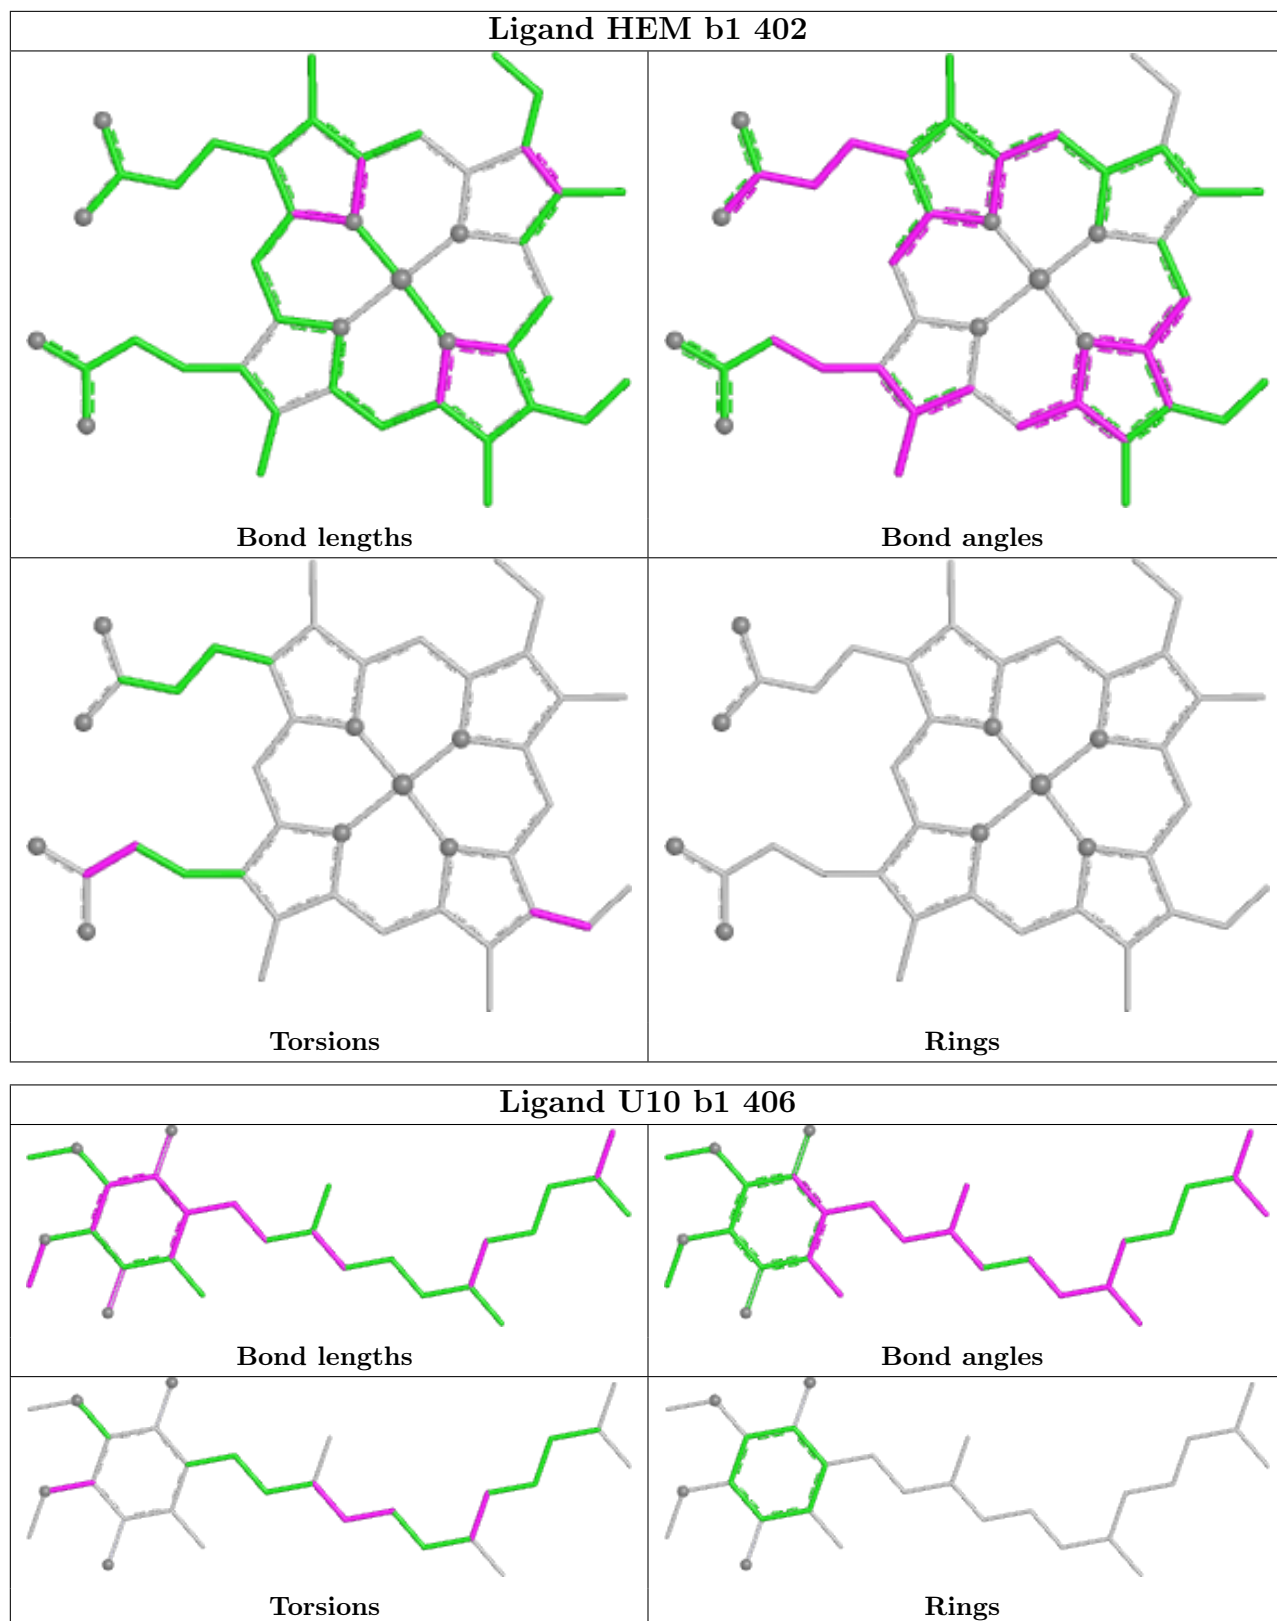 Ligand HEM b1 402
Bond lengths
Bond angles
Torsions
Rings
Ligand U10 b1 406
Bond lengths
Bond angles
Torsions
Rings